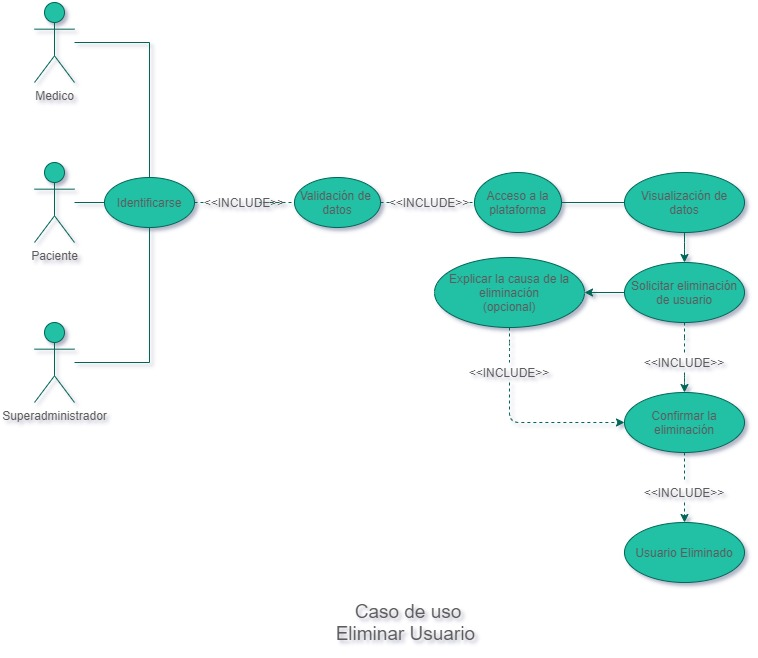 Medico
Paciente
Superadministrador
Identificarse
<<INCLUDE>>
Validación de
datos
<<INCLUDE>>
Acceso a la
plataforma
Visualización de
datos
Explicar la causa de la
eliminación
(opcional)
Solicitar eliminación
de usuario
<<INCLUDE>>
<<INCLUDE>>
Confirmar la
eliminación
<<INCLUDE>>
Usuario Eliminado
Caso de uso
Eliminar Usuario